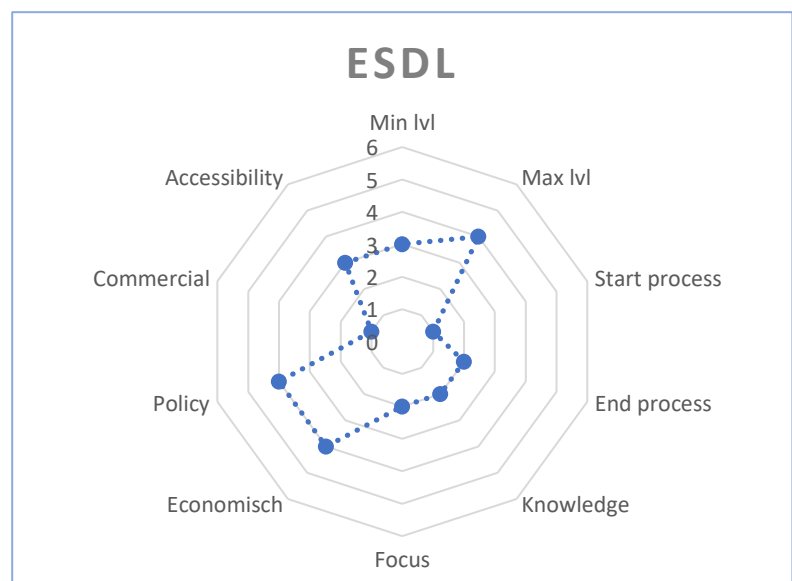 ESDL
Min lvl
Max lvl
Start process
End process
Knowledge
Focus
Economisch
Policy
Commercial
Accessibility
6
5
4
3
2
1
0